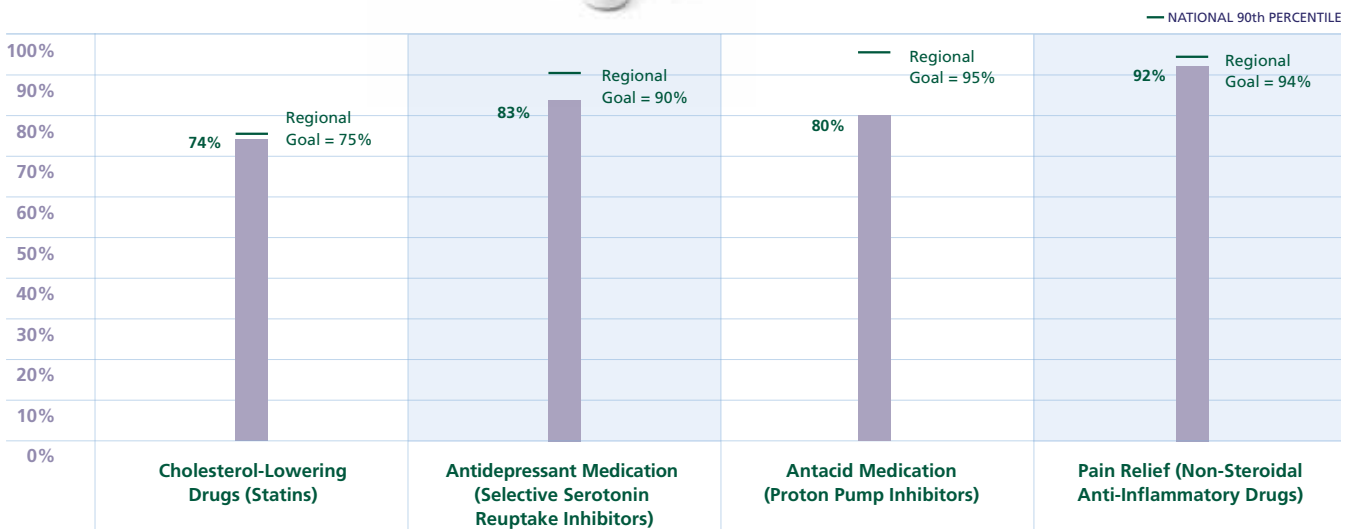 NATIONAL 90th PERCENTILE
100%
90%
80%
70%
60%
50%
40%
30%
20%
10%
0%
74%
Regional
Goal = 75%
83%
Regional
Goal = 90%
80%
Regional
Goal = 95%
92%
Regional
Goal = 94%
Cholesterol-Lowering
Drugs (Statins)
Antidepressant Medication
(Selective Serotonin
Reuptake Inhibitors)
Antacid Medication
(Proton Pump Inhibitors)
Pain Relief (Non-Steroidal
Anti-Inflammatory Drugs)